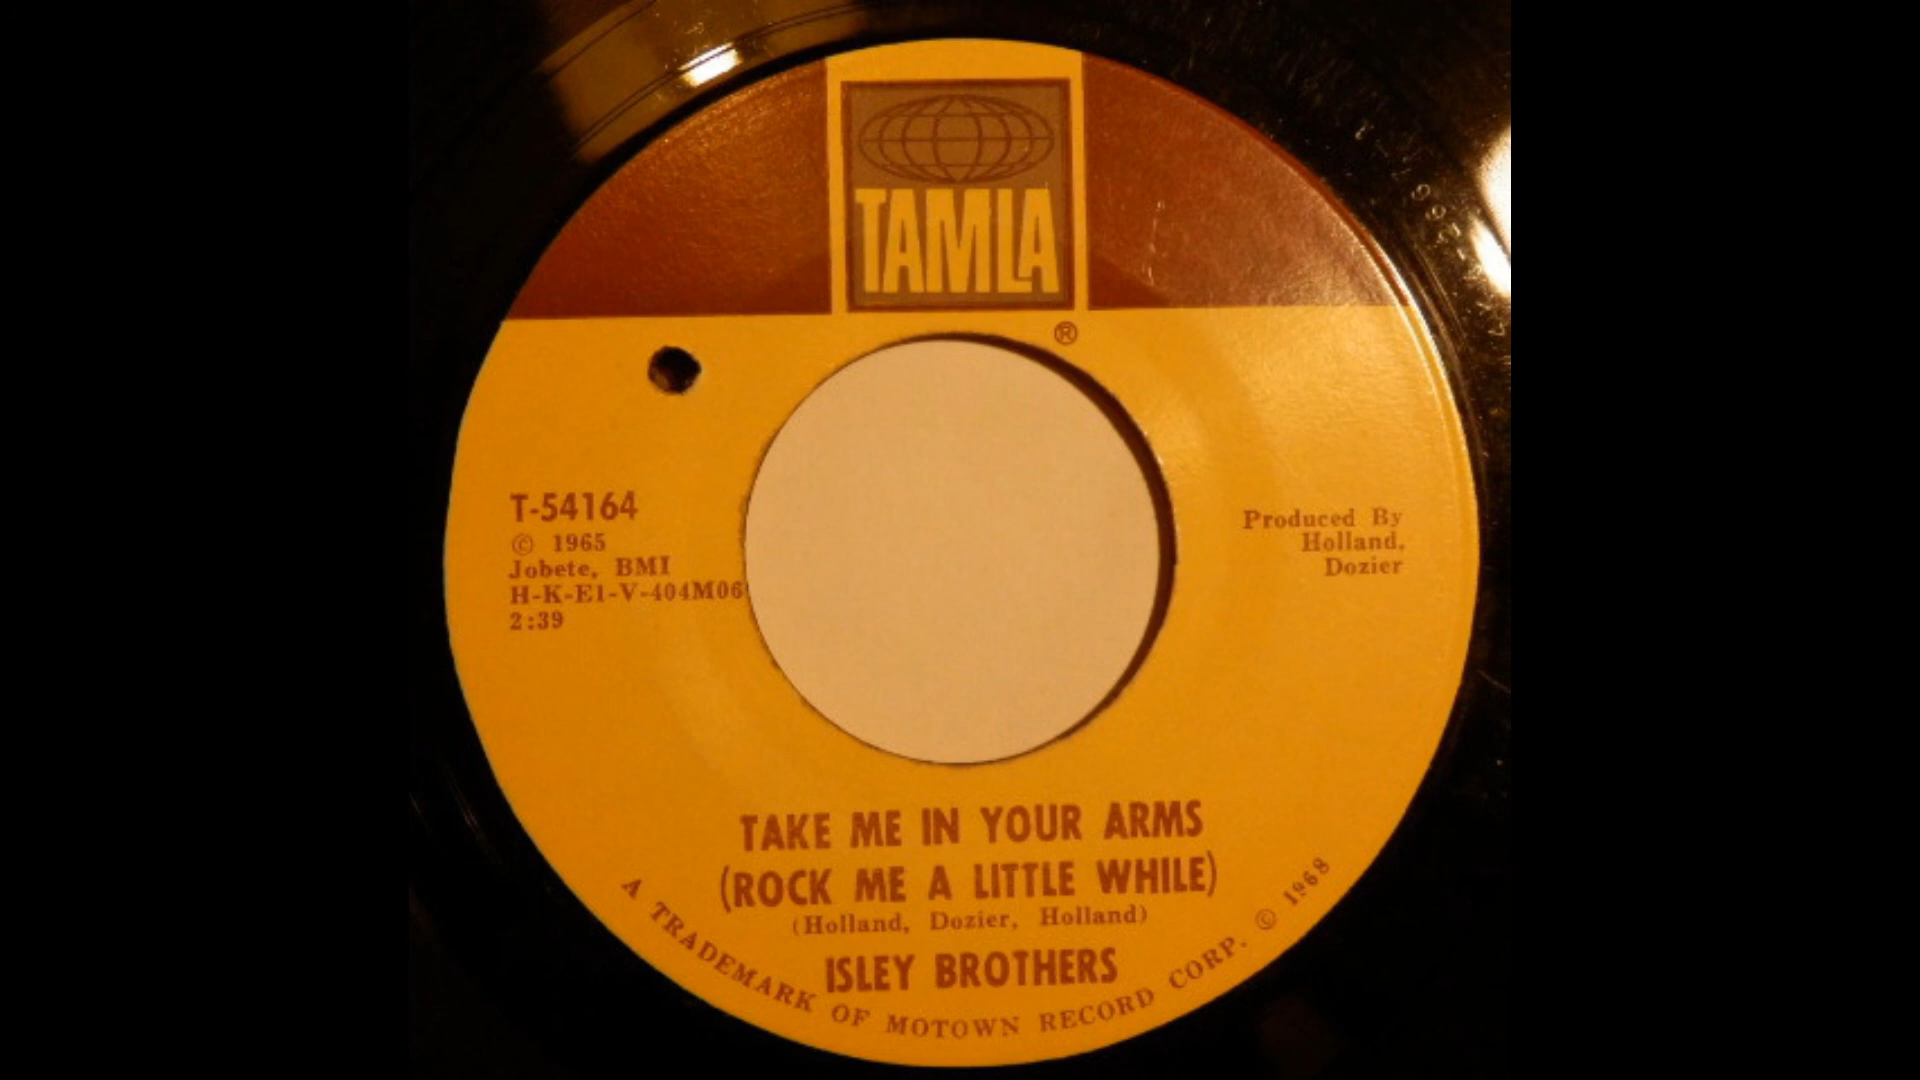 TAMLA
®
T-54164
© 1965
Jobete, BMI
H-K-E1-V-404M06
2:39
Produced By
Holland,
Dozier
TAKE ME IN YOUR ARMS
(ROCK ME A LITTLE WHILE)
(Holland, Dozier, Holland)
ISLEY BROTHERS
A TRADEMARK OF MOTOWN RECORD CORP. © 1968